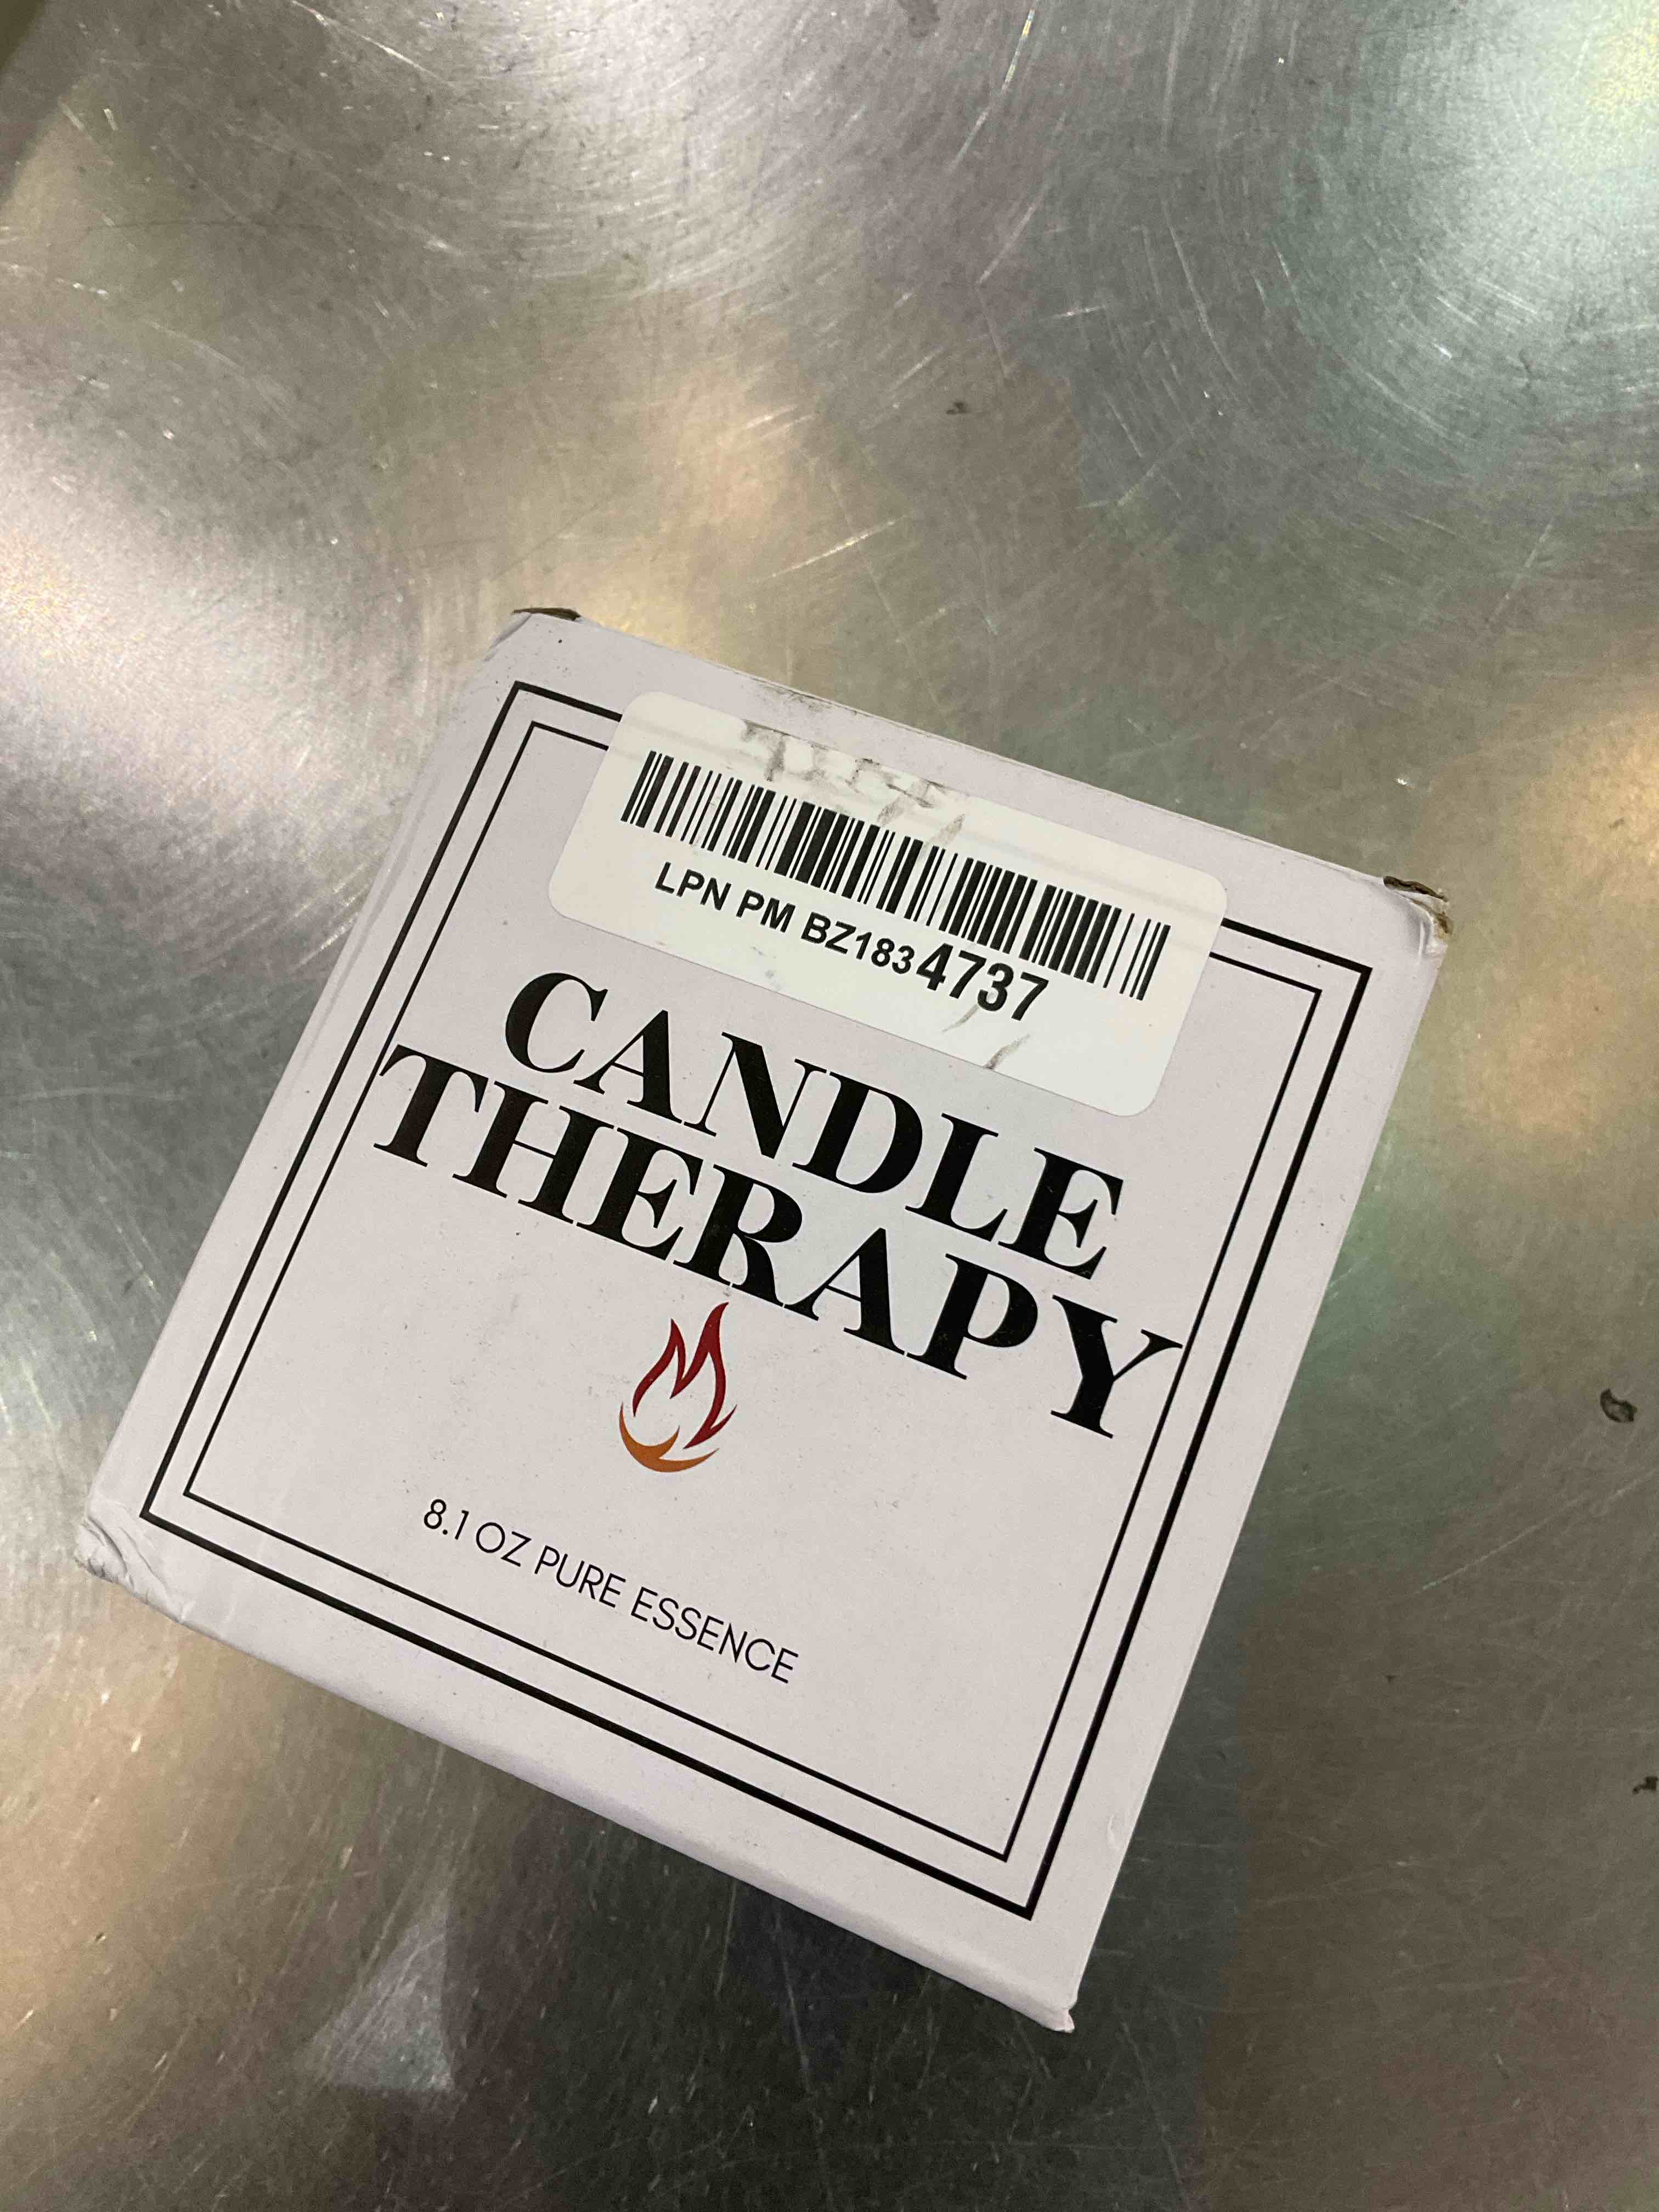 LPN PM BZ1834737
CANDLE
THERAPY
8.1 OZ PURE ESSENCE